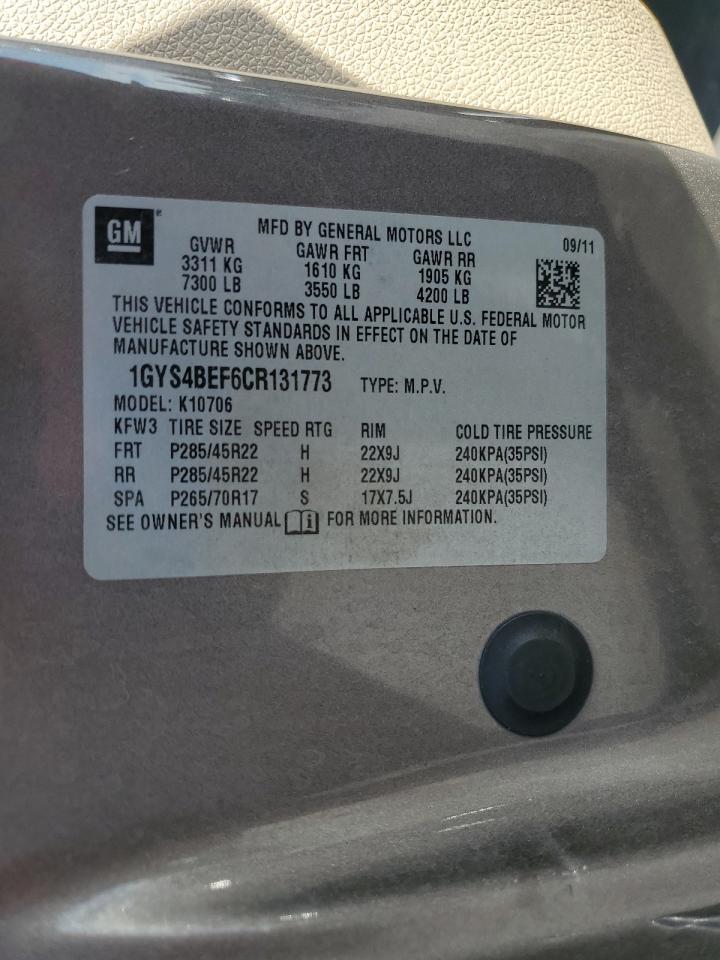 GM
MFD BY GENERAL MOTORS LLC
09/11
GVWR GAWR FRT GAWR RR
3311 KG 1610 KG 1905 KG
7300 LB 3550 LB 4200 LB
THIS VEHICLE CONFORMS TO ALL APPLICABLE U.S. FEDERAL MOTOR
VEHICLE SAFETY STANDARDS IN EFFECT ON THE DATE OF
MANUFACTURE SHOWN ABOVE.
1GYS4BEF6CR131773 TYPE: M.P.V.
MODEL: K10706
KFW3 TIRE SIZE SPEED RTG RIM COLD TIRE PRESSURE
FRT P285/45R22 H 22X9J 240KPA(35PSI)
RR P285/45R22 H 22X9J 240KPA(35PSI)
SPA P265/70R17 S 17X7.5J 240KPA(35PSI)
SEE OWNER'S MANUAL i FOR MORE INFORMATION.